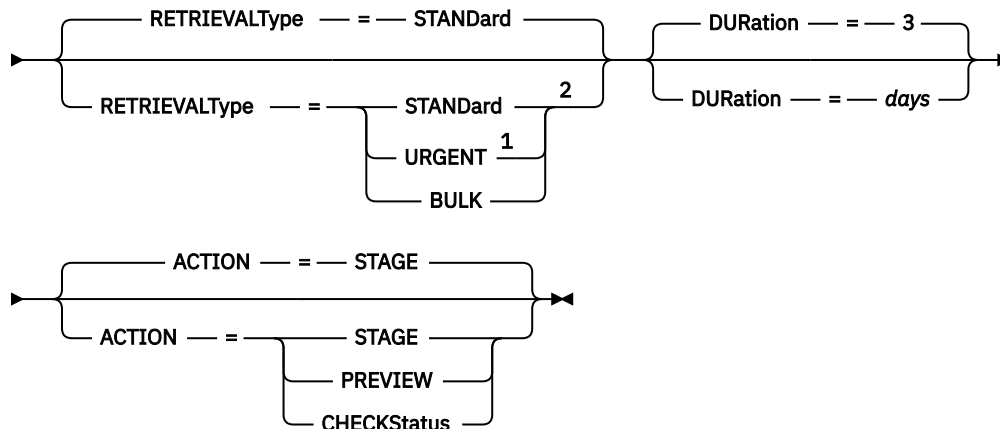 RETRIEVALType = STANDard
DURation = 3
RETRIEVALType = STANDard 2
DURation = days
URGENT 1
BULK
ACTION = STAGE
ACTION = STAGE
PREVIEW
CHECKStatus